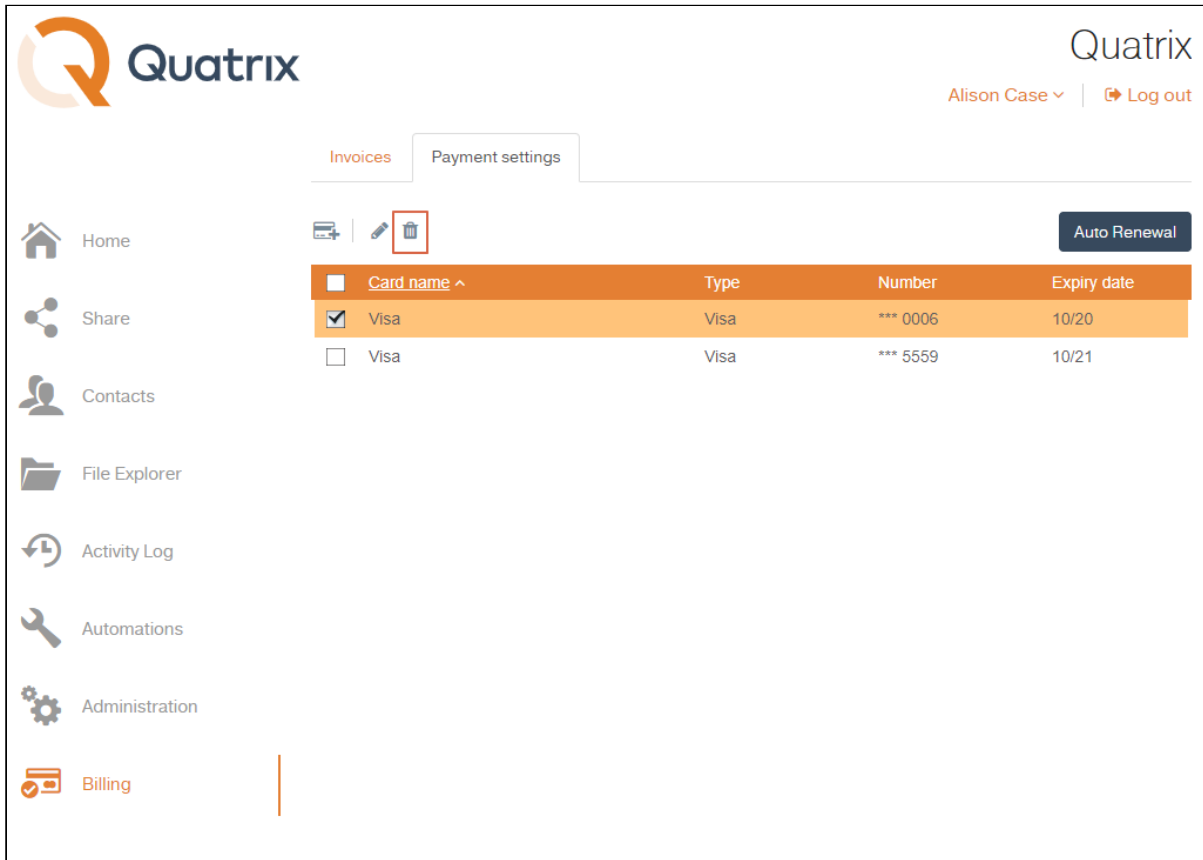 Quatrix
Quatrix
Alison Case
Log out
Invoices
Payment settings
Home
Auto Renewal
Card name Type Number Expiry date
Share
Visa Visa *** 0006 10/20
Visa Visa *** 5559 10/21
Contacts
File Explorer
Activity Log
Automations
Administration
Billing